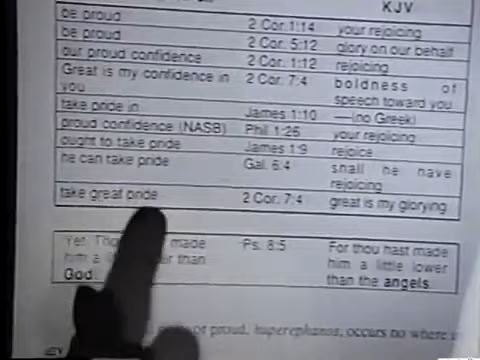 KJV
be proud 2 Cor. 1:14 your rejoicing
be proud 2 Cor. 5:12 glory on our behalf
our proud confidence 2 Cor. 1:12 rejoicing
Great is my confidence in you 2 Cor. 7:4 boldness of speech toward you
take pride in James 1:10 —(no Greek)
proud confidence (NASB) Phil 1:26 your rejoicing
ought to take pride James 1:9 rejoice
he can take pride Gal. 6:4 shall he have rejoicing
take great pride 2 Cor. 7:4 great is my glorying
Yet made Ps. 8:5 For thou hast made
him a than him a little lower
God. than the angels.
not proud, huperephanos, occurs no where